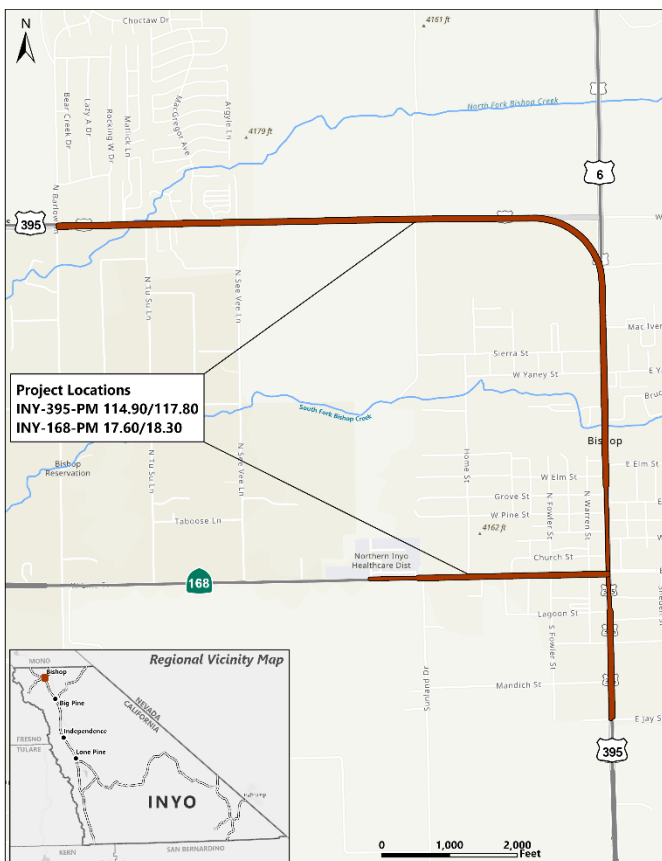 N
Choctaw Dr
4161 ft
Bear Creek Dr
Lazy A Dr
Rocking W Dr
Matlick Ln
MacGregor Ave
Argyle Ln
North Fork Bishop Creek
4179 ft
6
N Barlow
395
N Tu Su Ln
N See Vee Ln
Mac Iver
Sierra St
W Yaney St
Project Locations
INY-395-PM 114.90/117.80
INY-168-PM 17.60/18.30
South Fork Bishop Creek
Bishop
Bishop
Reservation
N Tu Su Ln
N See Vee Ln
Home St
W Elm St
E Elm St
Grove St
N Fowler St
N Warren St
W Pine St
Taboose Ln
4162 ft
Northern Inyo
Healthcare Dist
Church St
168
Lagoon St
S Fowler St
Sunland Dr
Mandich St
E Jay S
395
Regional Vicinity Map
MONO
Bishop
Big Pine
NEVADA
CALIFORNIA
Independence
FRESNO
TULARE
Lone Pine
INYO
KERN
SAN BERNARDINO
0 1,000 2,000
Feet